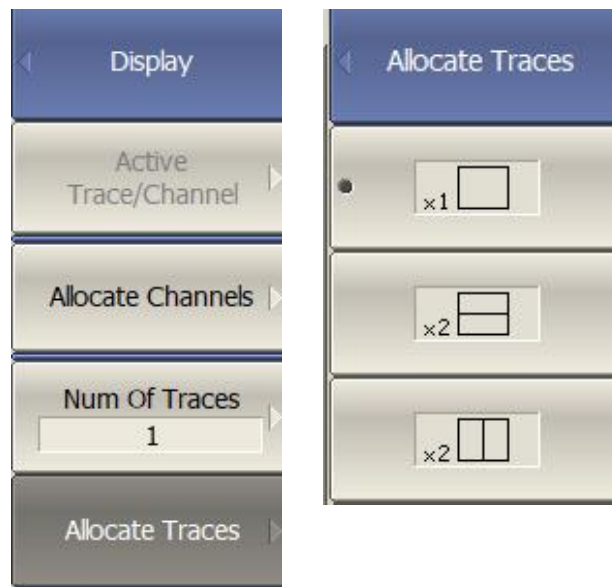 Display
Active
Trace/Channel
Allocate Channels
Num Of Traces
1
Allocate Traces
Allocate Traces
×1
×2
×2